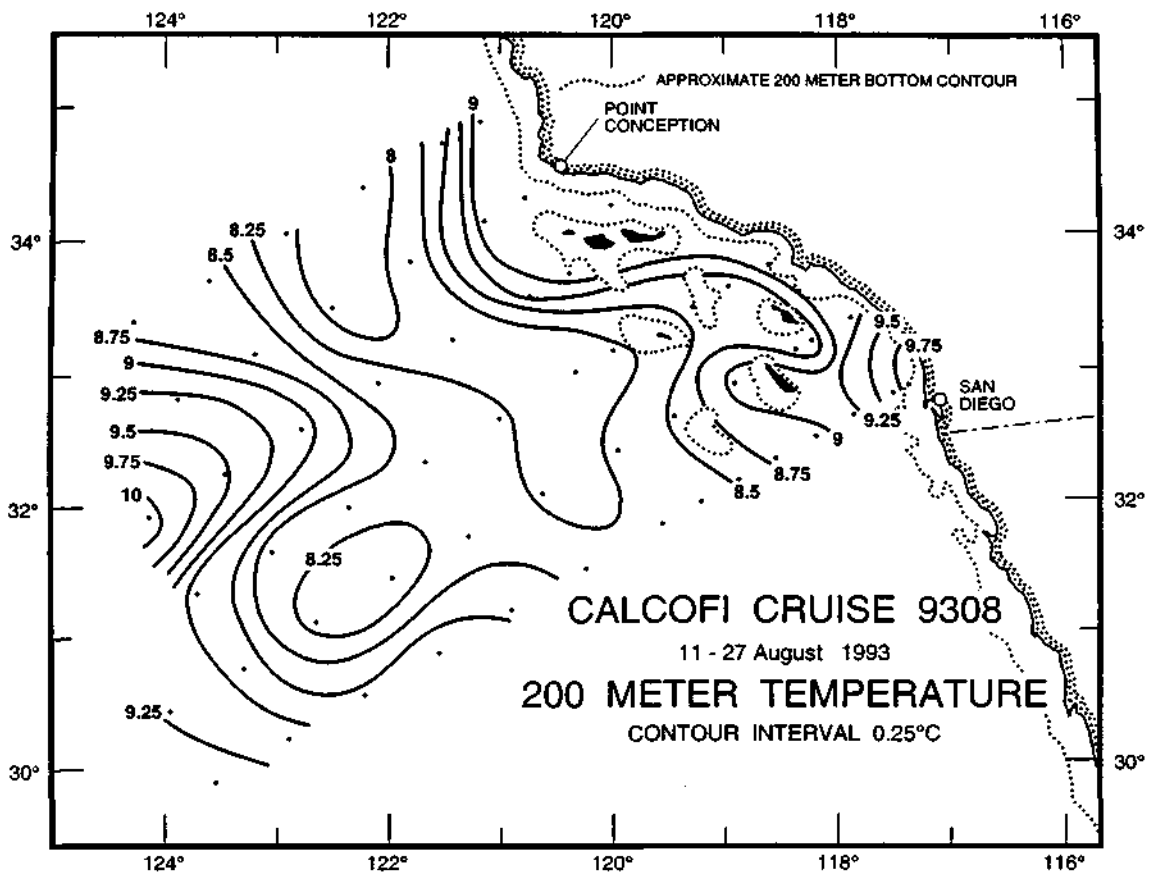 124° 122° 120° 118° 116°
APPROXIMATE 200 METER BOTTOM CONTOUR
9
POINT
CONCEPTION
8
34° 34°
8.25
8.5
8.75
9.5
9
9.75
9.25
SAN
DIEGO
9.25
9.5
9
9.75
8.75
10
8.5
32° 32°
8.25
CALCOFI CRUISE 9308
11 - 27 August 1993
200 METER TEMPERATURE
9.25
CONTOUR INTERVAL 0.25°C
30° 30°
124° 122° 120° 118° 116°